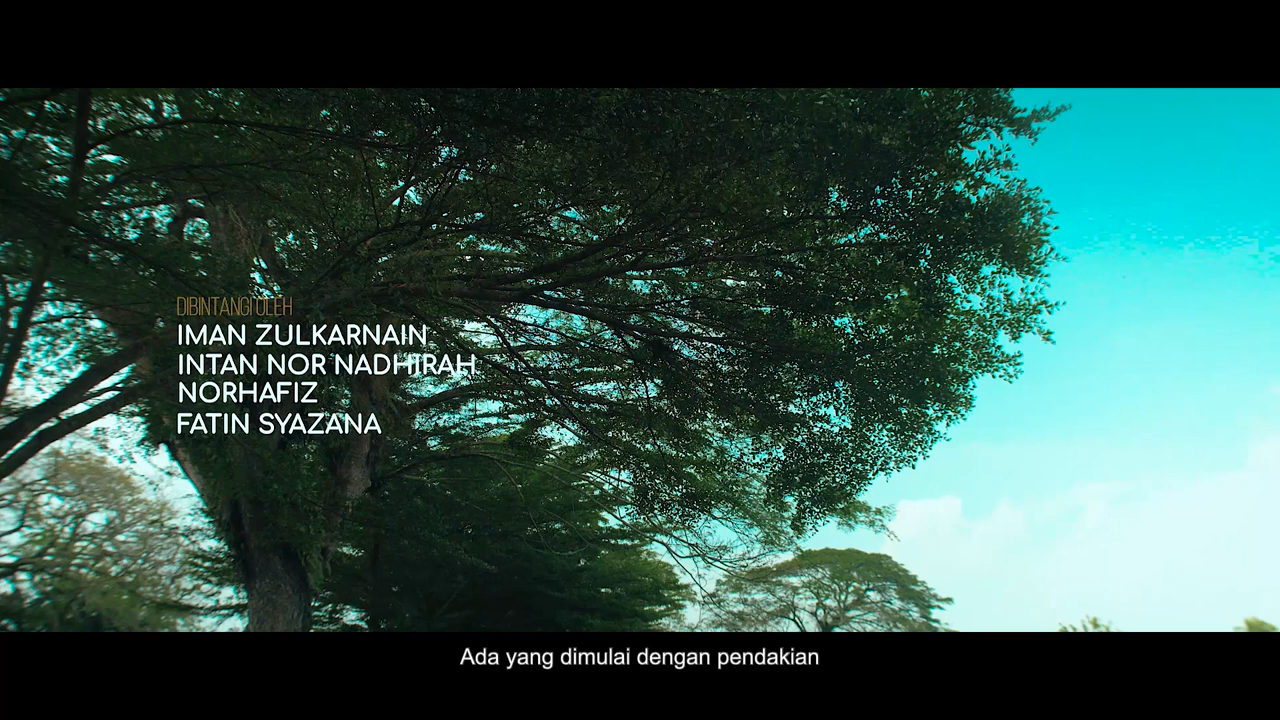 DIBINTANGI OLEH
IMAN ZULKARNAIN
INTAN NOR NADHIRAH
NORHAFIZ
FATIN SYAZANA
Ada yang dimulai dengan pendakian